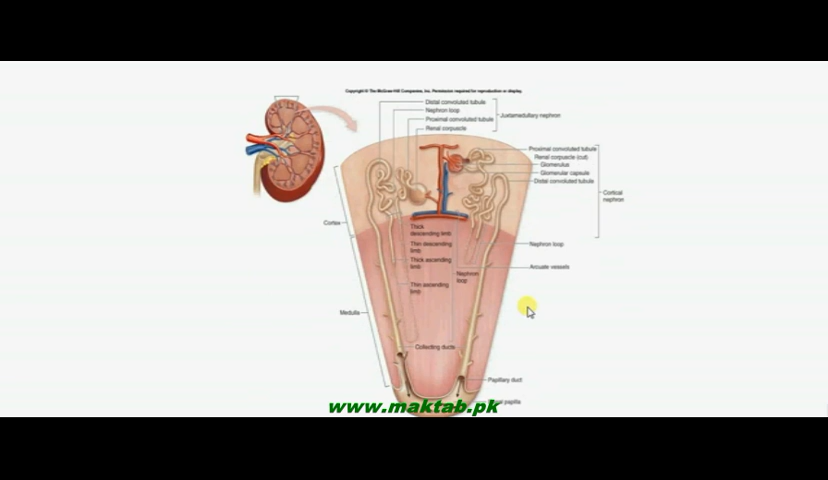 Copyright © The McGraw-Hill Companies, Inc. Permission required for reproduction or display.
Distal convoluted tubule
Nephron loop
Proximal convoluted tubule
Renal corpuscle
Juxtamedullary nephron
Proximal convoluted tubule
Renal corpuscle (cut)
Glomerulus
Glomerular capsule
Distal convoluted tubule
Cortical
nephron
Cortex
Thick
descending limb
Thin descending
limb
Thick ascending
limb
Thin ascending
limb
Nephron
loop
Nephron loop
Arcuate vessels
Medulla
Collecting ducts
Papillary duct
papilla
www.maktab.pk